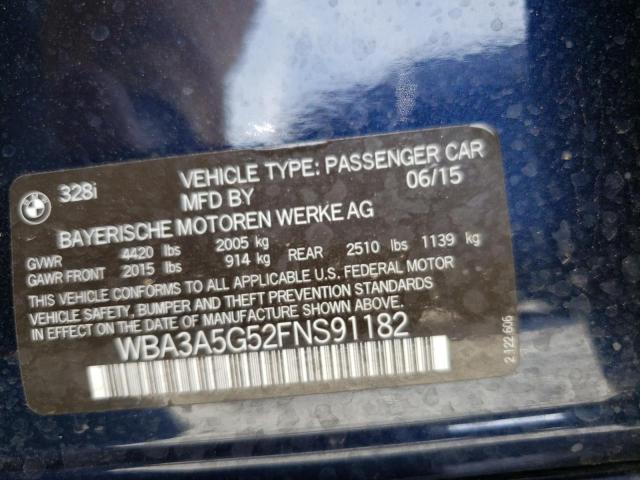 BMW
328i
VEHICLE TYPE: PASSENGER CAR
MFD BY 06/15
BAYERISCHE MOTOREN WERKE AG
GVWR 4420 lbs 2005 kg
GAWR FRONT 2015 lbs 914 kg REAR 2510 lbs 1139 kg
THIS VEHICLE CONFORMS TO ALL APPLICABLE U.S. FEDERAL MOTOR
VEHICLE SAFETY, BUMPER AND THEFT PREVENTION STANDARDS
IN EFFECT ON THE DATE OF MANUFACTURE SHOWN ABOVE.
WBA3A5G52FNS91182
2 122 606